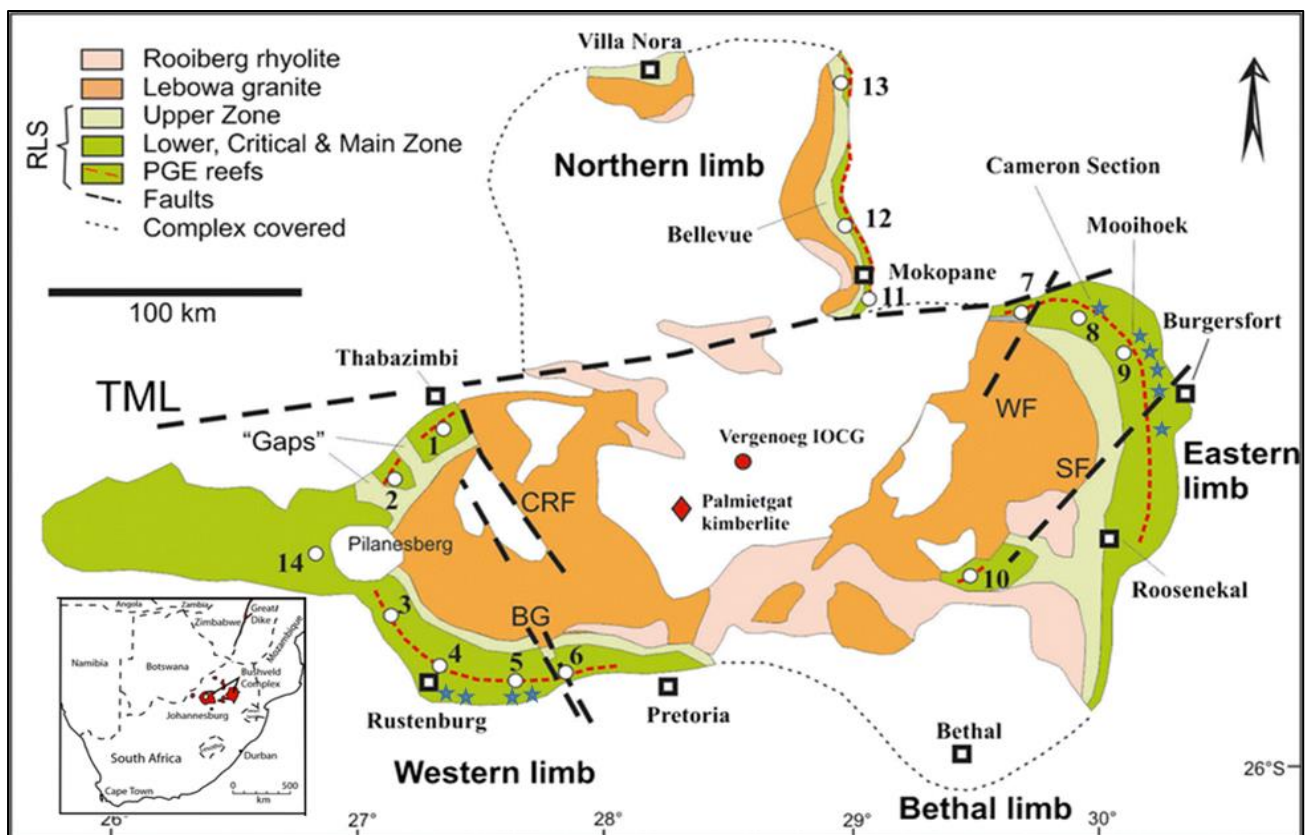 Rooiberg rhyolite
Lebowa granite
Upper Zone
Lower, Critical & Main Zone
PGE reefs
Faults
Complex covered
RLS
100 km
Villa Nora
Northern limb
13
12
Bellevue
Mokopane
11
Cameron Section
Mooihoek
7
8
Burgersfort
9
Thabazimbi
TML
"Gaps"
1
2
CRF
WF
SF
Eastern
limb
Vergenoeg IOCG
Palmietgat
kimberlite
Pilanesberg
14
3
BG
4
5
6
10
Roosenekal
Rustenburg
Pretoria
Western limb
Bethal
Bethal limb
26°S
26°
27°
28°
29°
30°
Angola
Zambia
Zimbabwe
Great
Dike
Mozambique
Namibia
Botswana
Bushveld
Complex
Johannesburg
South Africa
Durban
Cape Town
0
500
km